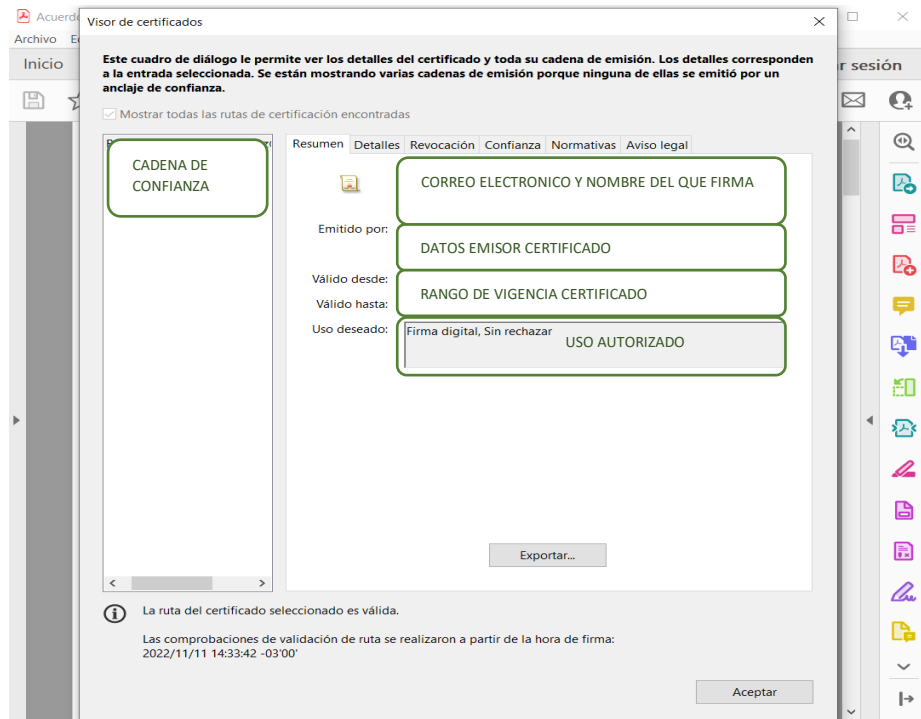 Acuerd
Visor de certificados
Archivo
Inicio
r sesión
Este cuadro de diálogo le permite ver los detalles del certificado y toda su cadena de emisión. Los detalles corresponden
a la entrada seleccionada. Se están mostrando varias cadenas de emisión porque ninguna de ellas se emitió por un
anclaje de confianza.
Mostrar todas las rutas de certificación encontradas
Resumen Detalles Revocación Confianza Normativas Aviso legal
CADENA DE
CONFIANZA
CORREO ELECTRONICO Y NOMBRE DEL QUE FIRMA
Emitido por:
DATOS EMISOR CERTIFICADO
Válido desde:
RANGO DE VIGENCIA CERTIFICADO
Válido hasta:
Uso deseado:
Firma digital, Sin rechazar
USO AUTORIZADO
Exportar...
La ruta del certificado seleccionado es válida.
Las comprobaciones de validación de ruta se realizaron a partir de la hora de firma:
2022/11/11 14:33:42 -03'00'
Aceptar